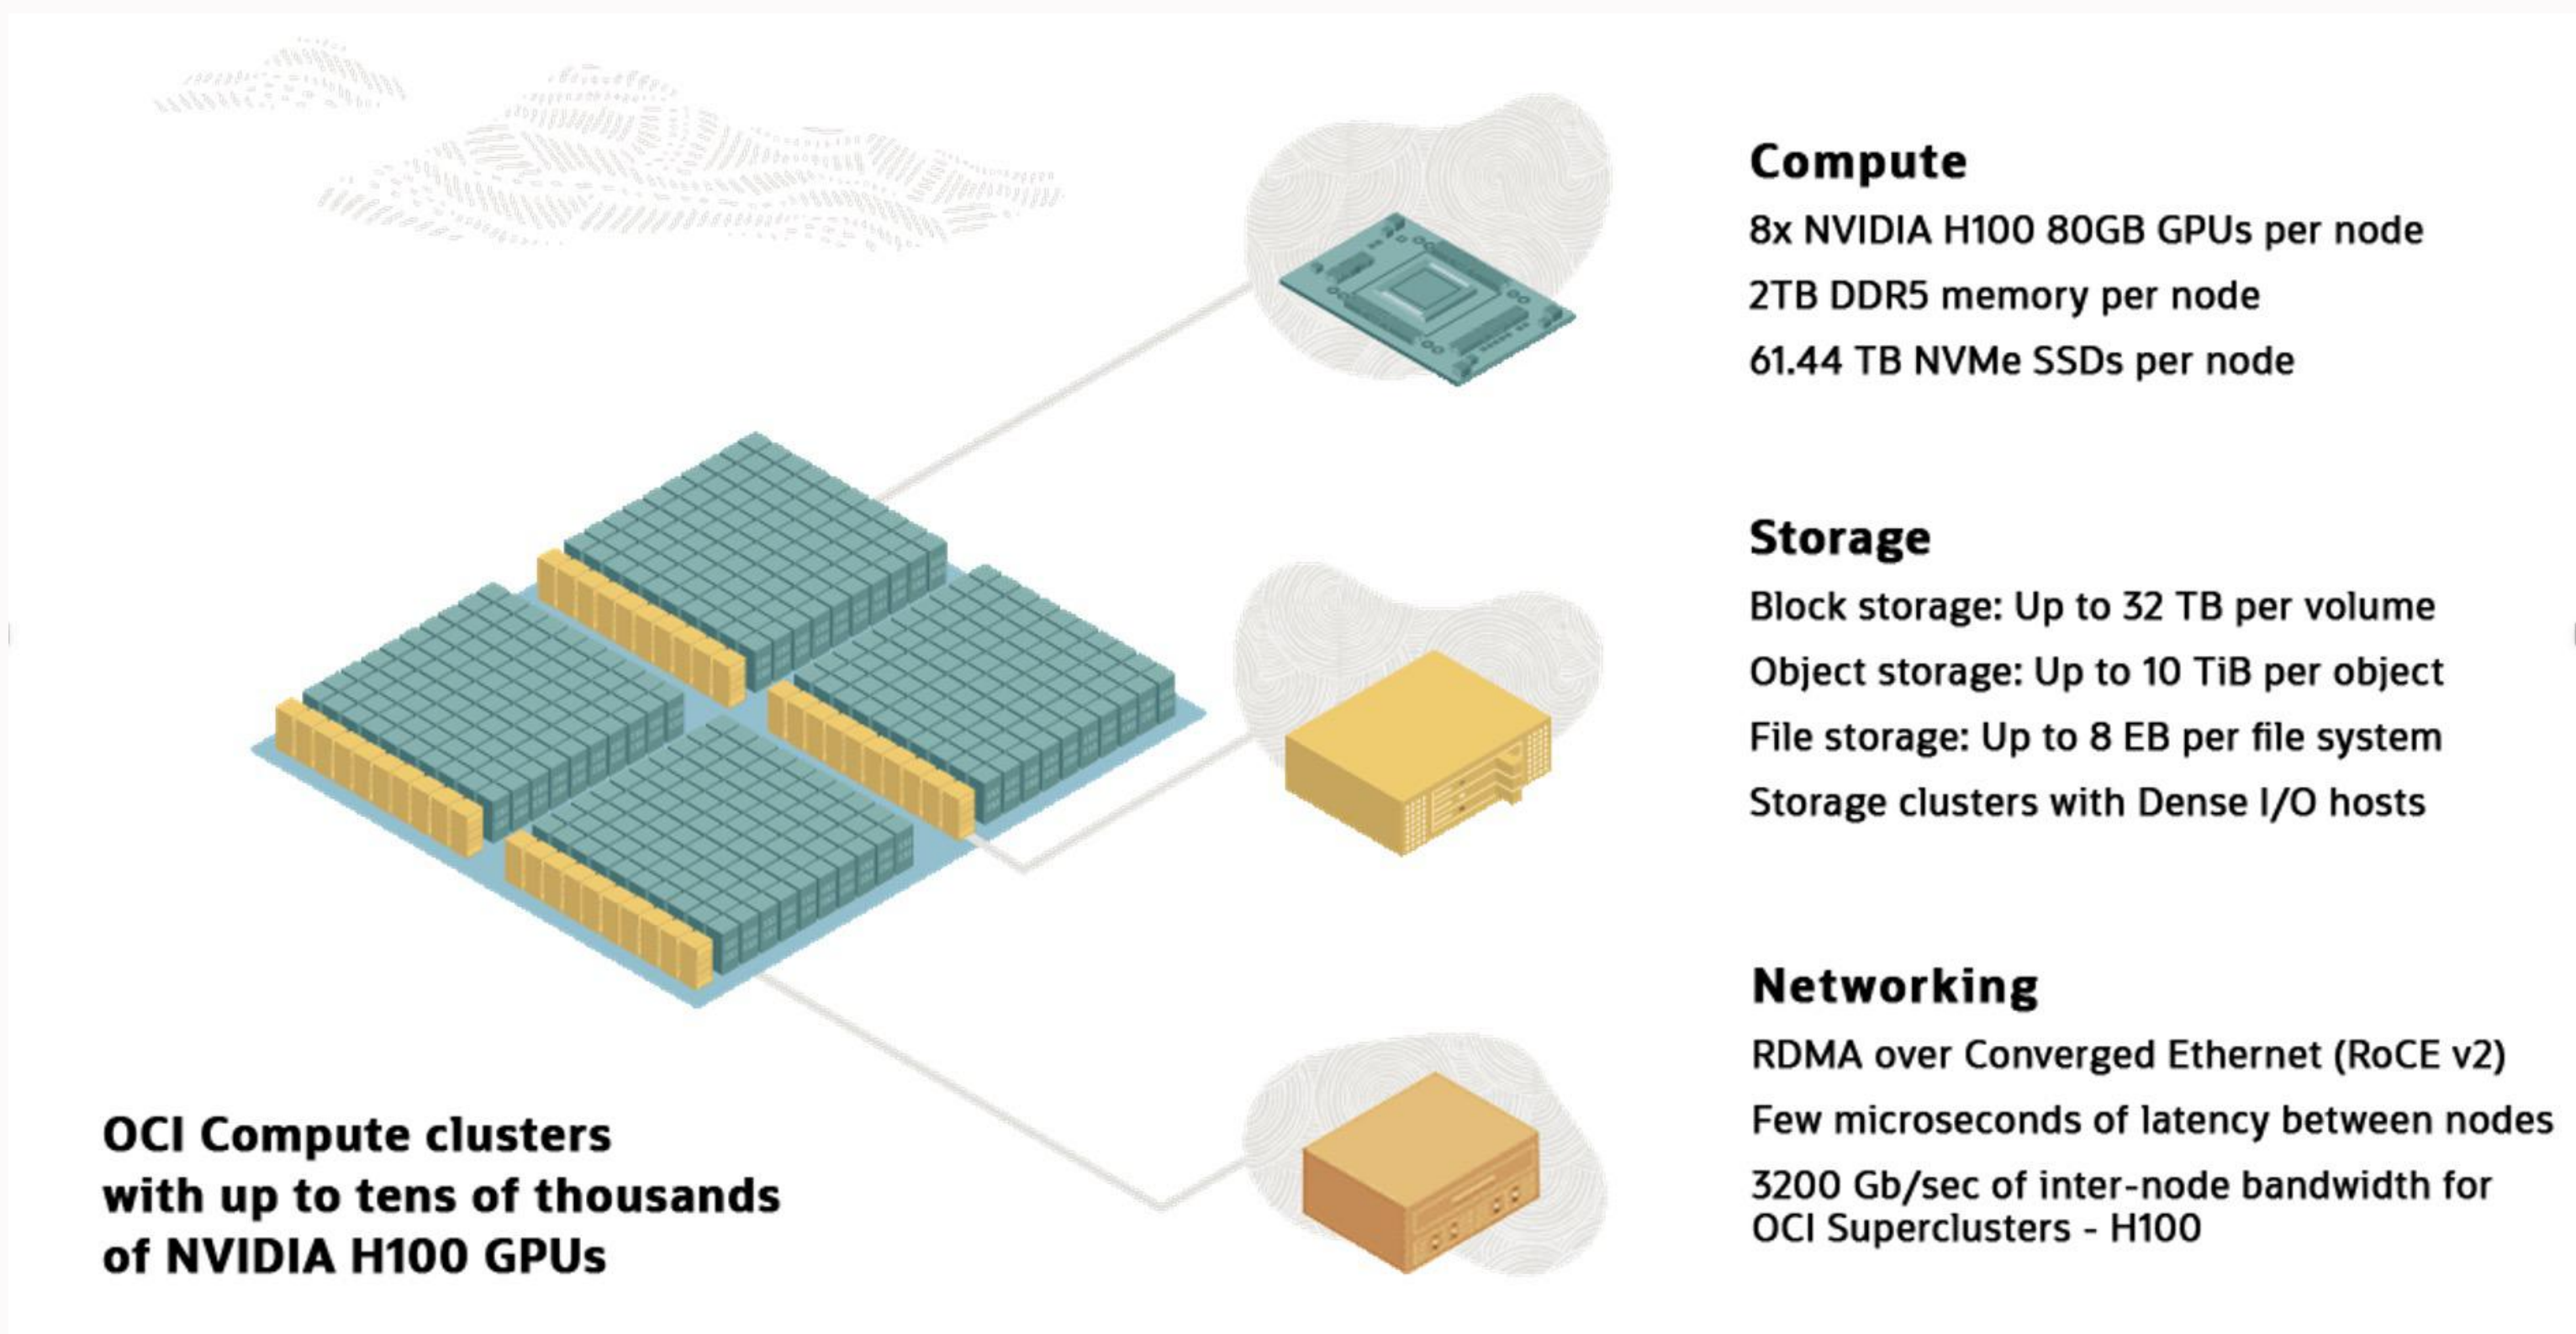 Compute
8x NVIDIA H100 80GB GPUs per node
2TB DDR5 memory per node
61.44 TB NVMe SSDs per node
Storage
Block storage: Up to 32 TB per volume
Object storage: Up to 10 TiB per object
File storage: Up to 8 EB per file system
Storage clusters with Dense I/O hosts
Networking
RDMA over Converged Ethernet (RoCE v2)
Few microseconds of latency between nodes
3200 Gb/sec of inter-node bandwidth for
OCI Superclusters - H100
OCI Compute clusters
with up to tens of thousands
of NVIDIA H100 GPUs